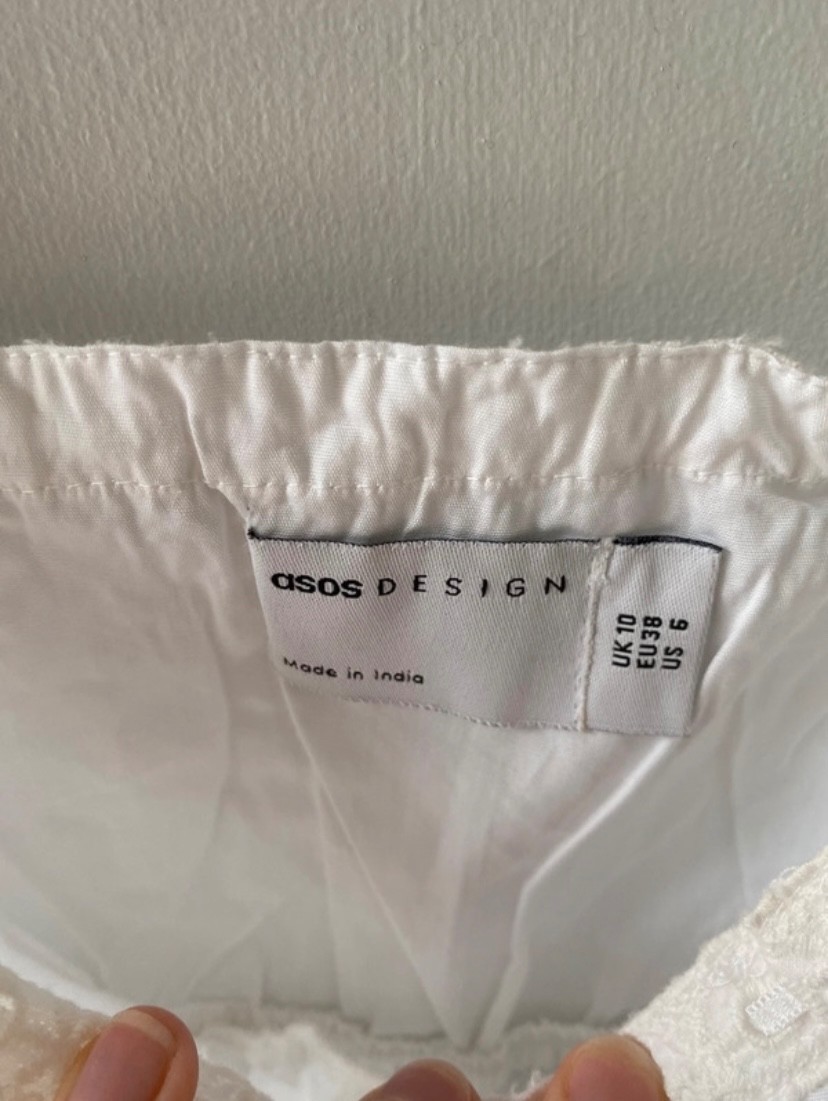 asos DESIGN
Made in India
UK 10
EU 38
US 6